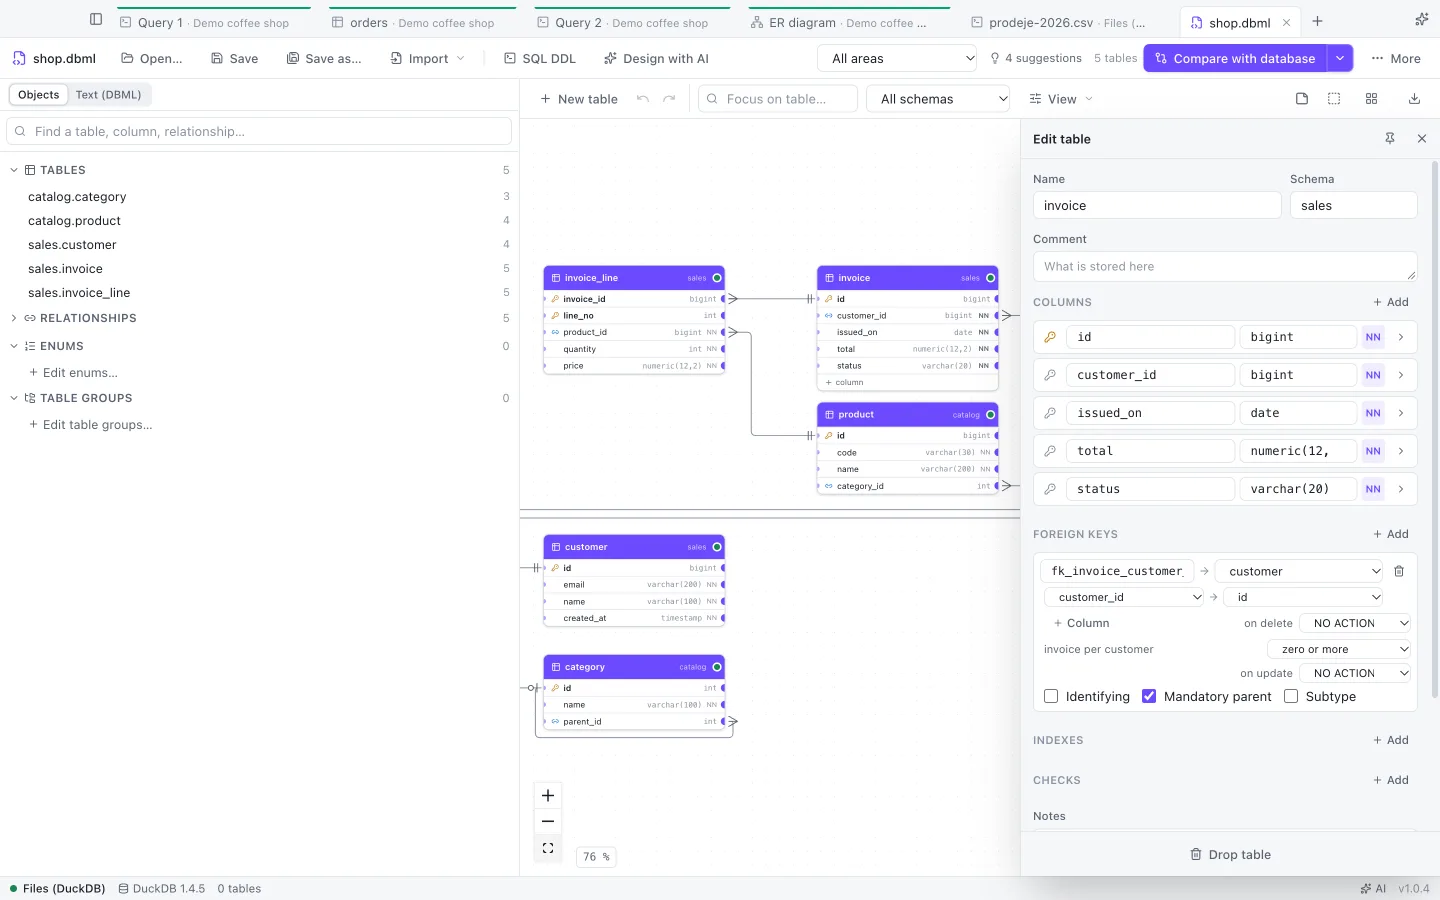 Query 1 · Demo coffee shop
orders · Demo coffee shop
Query 2 · Demo coffee shop
ER diagram · Demo coffee ...
prodeje-2026.csv · Files (...
shop.dbml
shop.dbml
Open...
Save
Save as...
Import
SQL DDL
Design with AI
All areas
4 suggestions
5 tables
Compare with database
More
Objects
Text (DBML)
New table
Focus on table...
All schemas
View
Find a table, column, relationship...
TABLES 5
catalog.category 3
catalog.product 4
sales.customer 4
sales.invoice 5
sales.invoice_line 5
RELATIONSHIPS 5
ENUMS 0
+ Edit enums...
TABLE GROUPS 0
+ Edit table groups...
invoice_line sales
invoice_id bigint
line_no int
product_id bigint NN
quantity int NN
price numeric(12,2) NN
invoice sales
id bigint
customer_id bigint NN
issued_on date NN
total numeric(12,2) NN
status varchar(20) NN
+ column
product catalog
id bigint
code varchar(30) NN
name varchar(200) NN
category_id int
customer sales
id bigint
email varchar(200) NN
name varchar(100) NN
created_at timestamp NN
category catalog
id int
name varchar(100) NN
parent_id int
+
−
76 %
Edit table
Name
Schema
invoice
sales
Comment
What is stored here
COLUMNS + Add
id bigint NN
customer_id bigint NN
issued_on date NN
total numeric(12, NN
status varchar(20) NN
FOREIGN KEYS + Add
fk_invoice_customer_ → customer
customer_id → id
+ Column
on delete NO ACTION
invoice per customer zero or more
on update NO ACTION
Identifying
Mandatory parent
Subtype
INDEXES + Add
CHECKS + Add
Notes
Drop table
Files (DuckDB)
DuckDB 1.4.5
0 tables
AI
v1.0.4